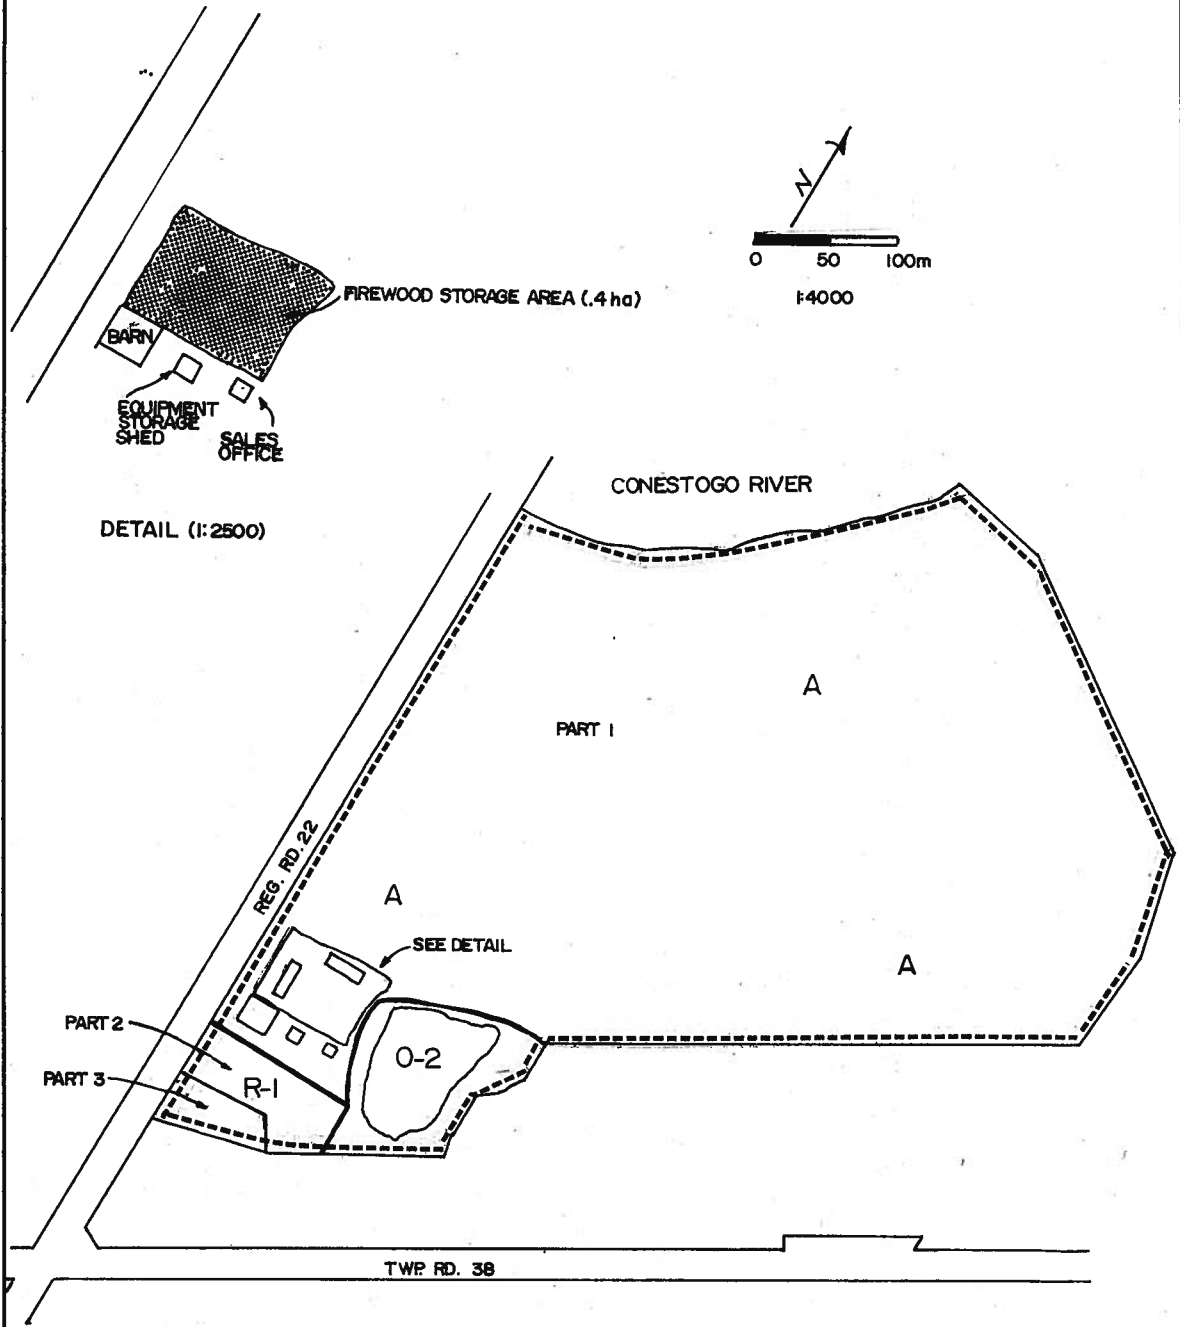 N
0 50 100m
1:4000
FIREWOOD STORAGE AREA (.4 ha)
BARN
EQUIPMENT
STORAGE
SHED
SALES
OFFICE
DETAIL (1:2500)
CONESTOGO RIVER
A
PART 1
REG. RD. 22
A
SEE DETAIL
A
PART 2
O-2
PART 3
R-1
TWP. RD. 38